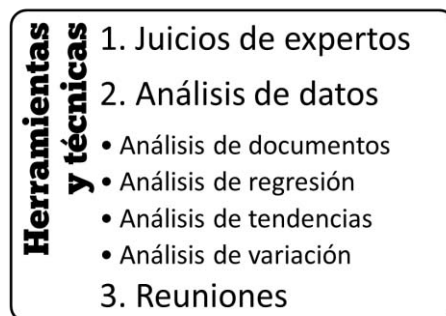 Herramientas
y técnicas
1. Juicios de expertos
2. Análisis de datos
• Análisis de documentos
• Análisis de regresión
• Análisis de tendencias
• Análisis de variación
3. Reuniones